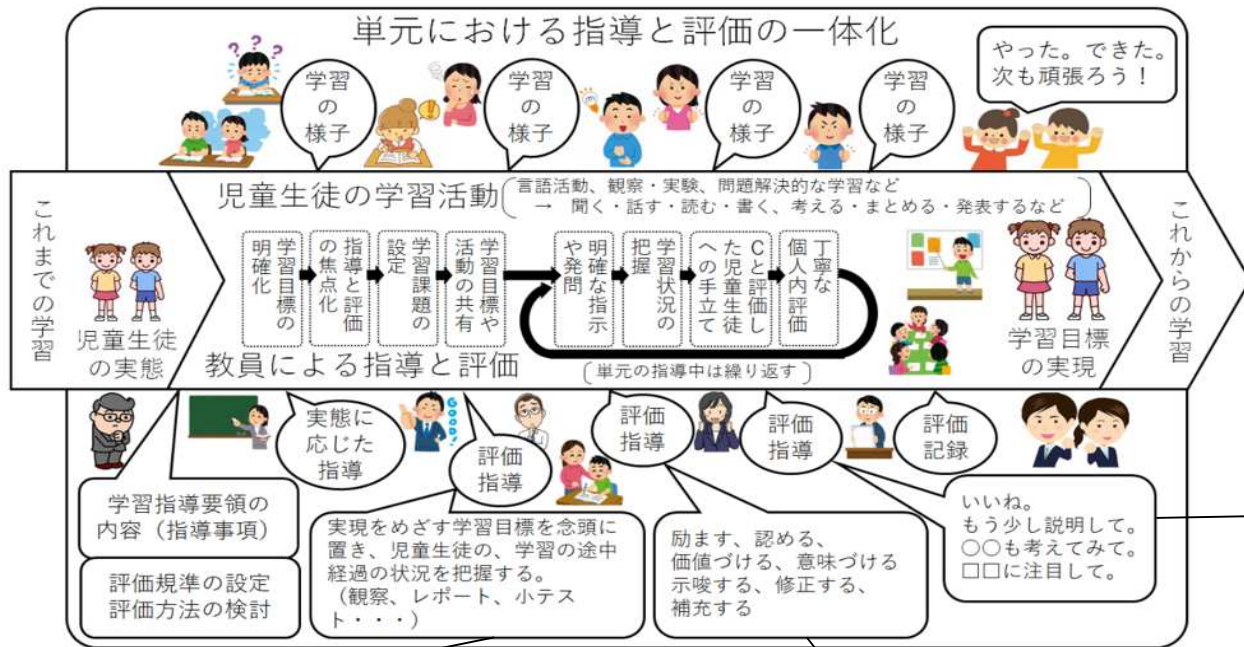 単元における指導と評価の一体化
？？？
学習
の
様子
学習
の
様子
学習
の
様子
学習
の
様子
やった。できた。
次も頑張ろう！
これまでの学習
児童生徒の学習活動
言語活動、観察・実験、問題解決的な学習など
→　聞く・話す・読む・書く、考える・まとめる・発表するなど
これからの学習
学習目標の
明確化
指導と評価
の焦点化
学習課題の
設定
学習目標や
活動の共有
明確な指示
や発問
学習状況の
把握
Cと評価し
た児童生徒
への手立て
丁寧な
個人内評価
児童生徒
の実態
教員による指導と評価
単元の指導中は繰り返す
学習目標
の実現
実態に
応じた
指導
GOOD!
評価
指導
評価
指導
評価
指導
評価
記録
学習指導要領の
内容（指導事項）
評価規準の設定
評価方法の検討
実現をめざす学習目標を念頭に
置き、児童生徒の、学習の途中
経過の状況を把握する。
（観察、レポート、小テス
ト・・・）
励ます、認める、
価値づける、意味づける
示唆する、修正する、
補充する
いいね。
もう少し説明して。
○○も考えてみて。
□□に注目して。